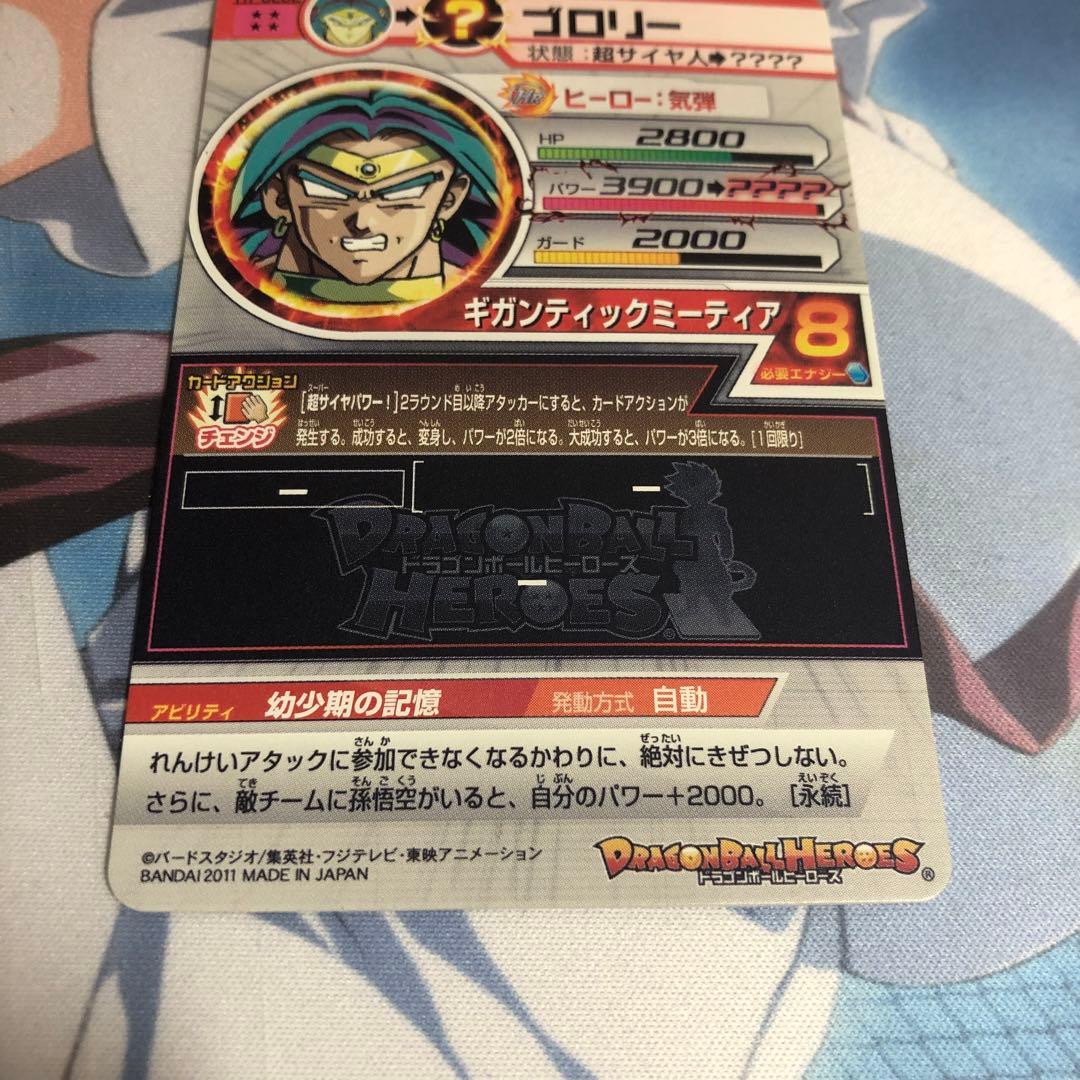 ブロリー
状態：超サイヤ人➡????
ヒーロー：気弾
HP 2800
パワー 3900➡????
ガード 2000
ギガンティックミーティア 8
必要エナジー
カードアクション
チェンジ
[超サイヤパワー！]2ラウンド目以降アタッカーにすると、カードアクションが
発生する。成功すると、変身し、パワーが2倍になる。大成功すると、パワーが3倍になる。[1回限り]
DRAGONBALL
ドラゴンボールヒーローズ
HEROES
アビリティ 幼少期の記憶 発動方式 自動
れんけいアタックに参加できなくなるかわりに、絶対にきぜつしない。
さらに、敵チームに孫悟空がいると、自分のパワー+2000。[永続]
©バードスタジオ/集英社・フジテレビ・東映アニメーション
BANDAI 2011 MADE IN JAPAN
DRAGONBALL HEROES
ドラゴンボールヒーローズ